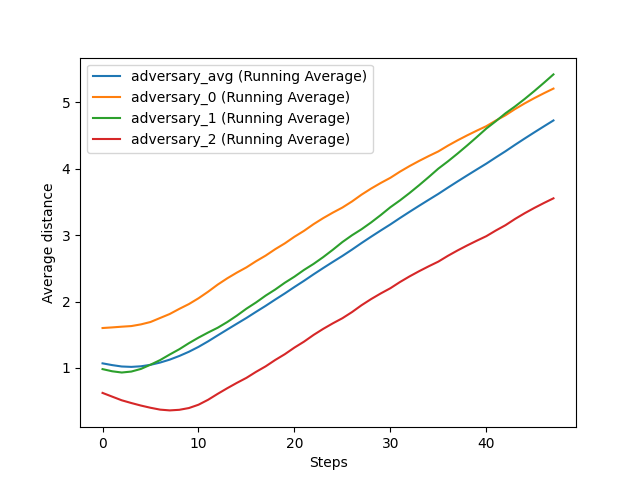 adversary_avg (Running Average)
adversary_0 (Running Average)
adversary_1 (Running Average)
adversary_2 (Running Average)
Average distance
5
4
3
2
1
0
10
20
30
40
Steps